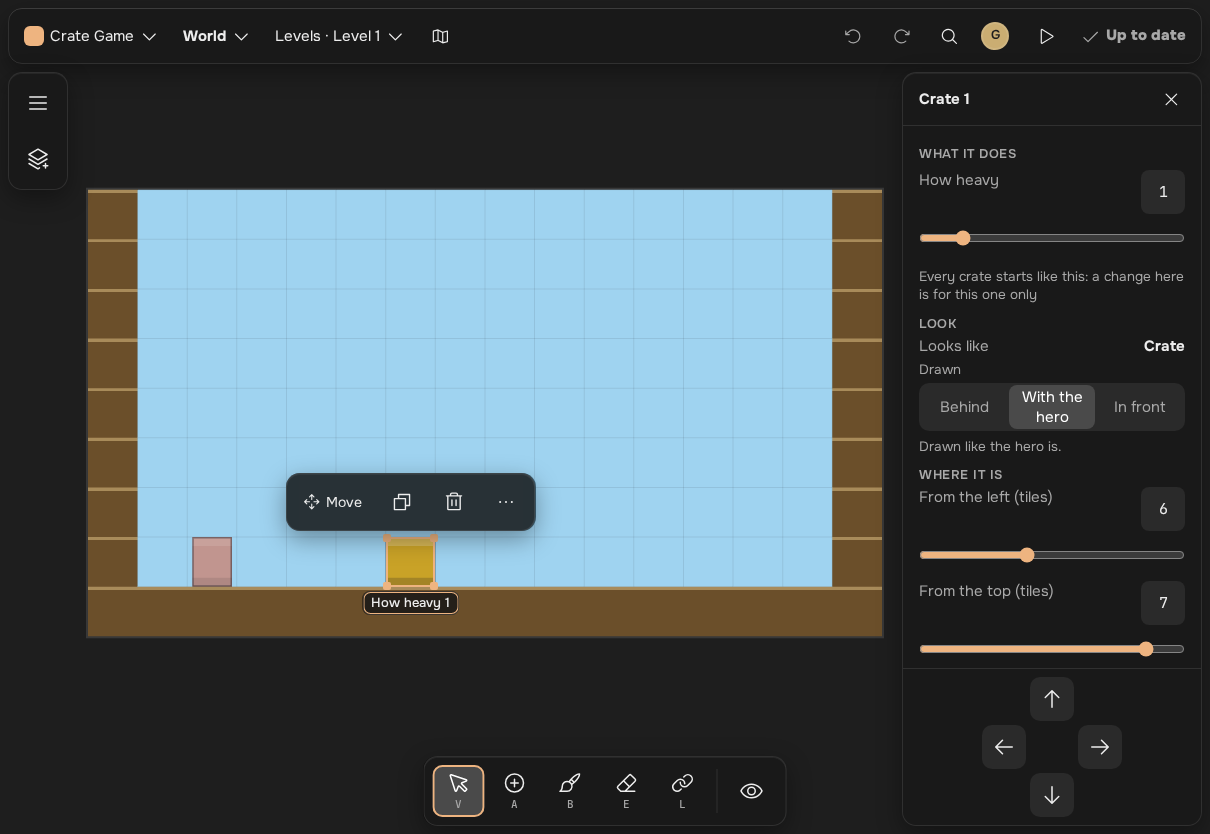 Crate Game
World
Levels · Level 1
G
Up to date
Crate 1
WHAT IT DOES
How heavy
1
Every crate starts like this: a change here
is for this one only
LOOK
Looks like
Crate
Drawn
Behind
With the
hero
In front
Drawn like the hero is.
WHERE IT IS
From the left (tiles)
6
From the top (tiles)
7
Move
How heavy 1
V
A
B
E
L